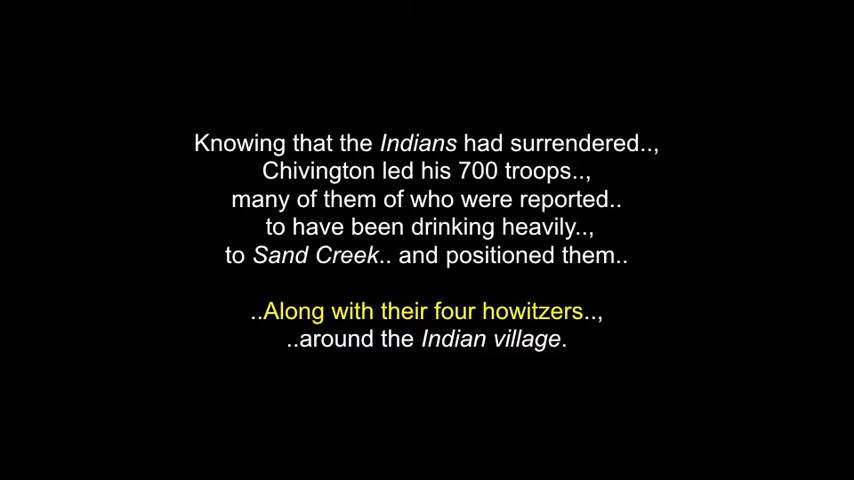 Knowing that the Indians had surrendered..,
Chivington led his 700 troops..,
many of them of who were reported..
to have been drinking heavily..,
to Sand Creek.. and positioned them..
..Along with their four howitzers..,
..around the Indian village.